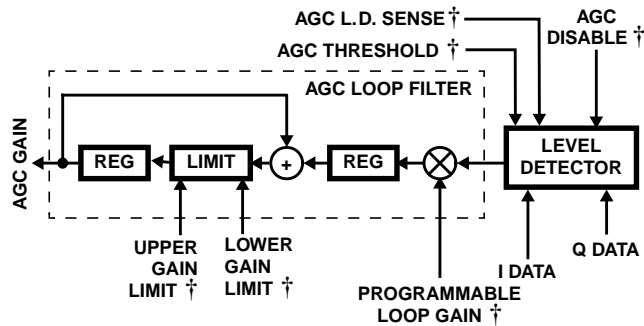 AGC L.D. SENSE †
AGC
DISABLE †
AGC THRESHOLD †
AGC LOOP FILTER
AGC GAIN
REG
LIMIT
+
REG
LEVEL
DETECTOR
UPPER
GAIN
LIMIT †
LOWER
GAIN
LIMIT †
PROGRAMMABLE
LOOP GAIN †
I DATA
Q DATA